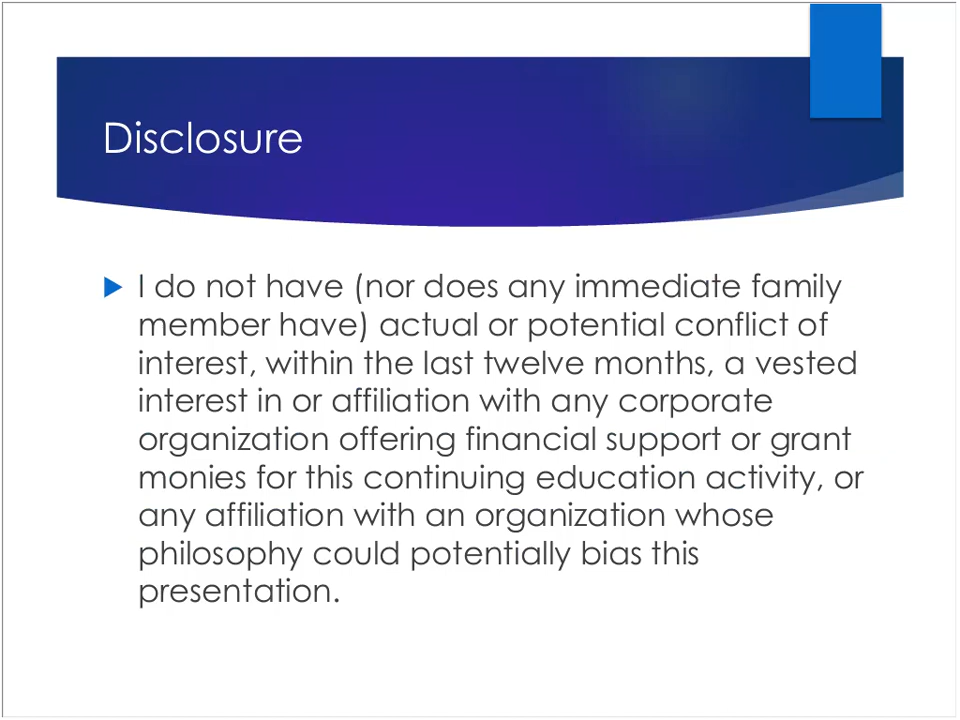 Disclosure
I do not have (nor does any immediate family
member have) actual or potential conflict of
interest, within the last twelve months, a vested
interest in or affiliation with any corporate
organization offering financial support or grant
monies for this continuing education activity, or
any affiliation with an organization whose
philosophy could potentially bias this
presentation.